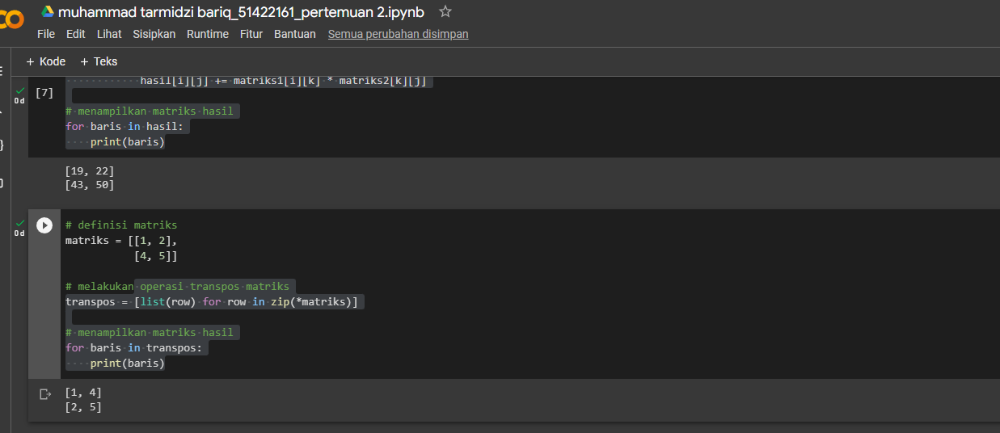 muhammad tarmidzi bariq_51422161_pertemuan 2.ipynb
File Edit Lihat Sisipkan Runtime Fitur Bantuan Semua perubahan disimpan
+ Kode + Teks
hasil[i][j] += matriks1[i][k] * matriks2[k][j]
[7]
0 d
# menampilkan matriks hasil
for baris in hasil:
    print(baris)
[19, 22]
[43, 50]
0 d
# definisi matriks
matriks = [[1, 2],
           [4, 5]]
# melakukan operasi transpos matriks
transpos = [list(row) for row in zip(*matriks)]
# menampilkan matriks hasil
for baris in transpos:
    print(baris)
[1, 4]
[2, 5]